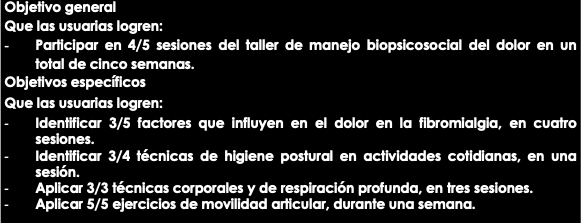 Objetivo general
Que las usuarias logren:
- Participar en 4/5 sesiones del taller de manejo biopsicosocial del dolor en un
total de cinco semanas.
Objetivos específicos
Que las usuarias logren:
- Identificar 3/5 factores que influyen en el dolor en la fibromialgia, en cuatro
sesiones.
- Identificar 3/4 técnicas de higiene postural en actividades cotidianas, en una
sesión.
- Aplicar 3/3 técnicas corporales y de respiración profunda, en tres sesiones.
- Aplicar 5/5 ejercicios de movilidad articular, durante una semana.